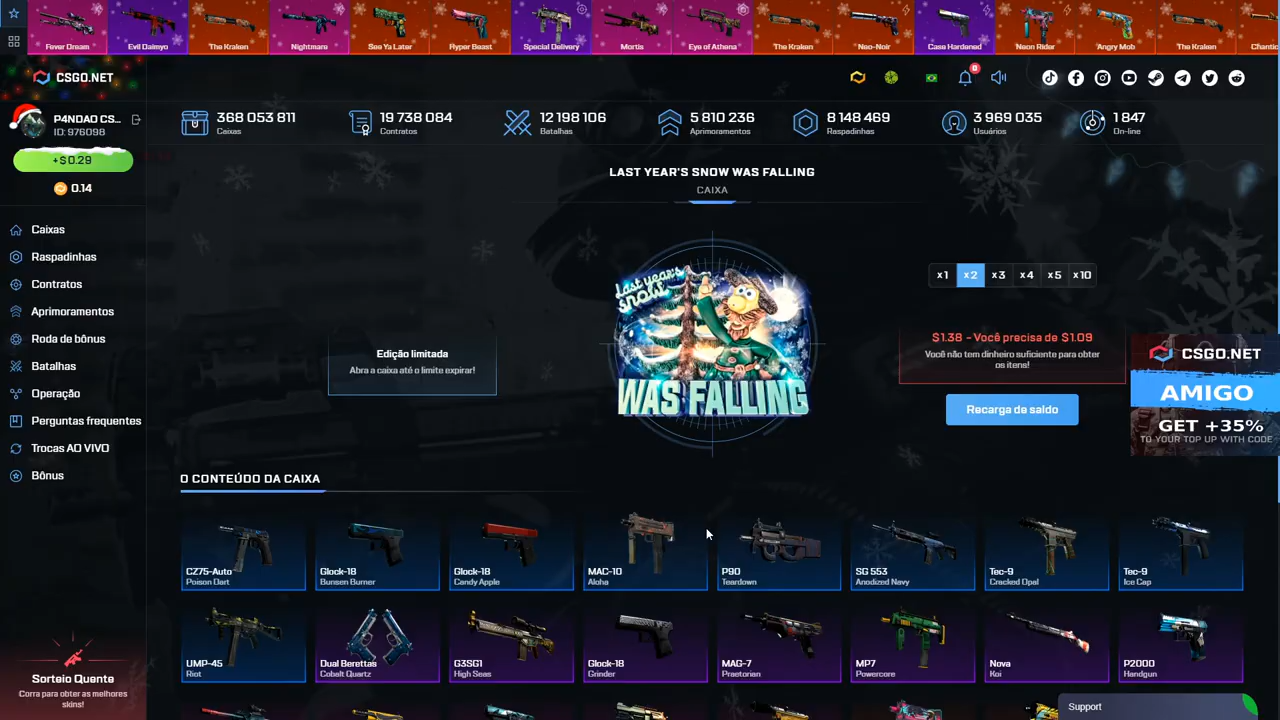 Fever Dream
Evil Daimyo
The Kraken
Nightmare
See Ya Later
Hyper Beast
Special Delivery
Mortis
Eye of Athena
The Kraken
Neo-Noir
Case Hardened
Neon Rider
Angry Mob
The Kraken
Chantic
CSGO.NET
0
P4NDAO CS...
ID: 976098
+$0.29
0.14
368 053 811
Caixas
19 738 084
Contratos
12 198 106
Batalhas
5 810 236
Aprimoramentos
8 148 469
Raspadinhas
3 969 035
Usuários
1 847
On-line
Caixas
Raspadinhas
Contratos
Aprimoramentos
Roda de bônus
Batalhas
Operação
Perguntas frequentes
Trocas AO VIVO
Bônus
Sorteio Quente
Corra para obter as melhores
skins!
LAST YEAR'S SNOW WAS FALLING
CAIXA
Last year's
snow
WAS FALLING
Edição limitada
Abra a caixa até o limite expirar!
x1 x2 x3 x4 x5 x10
$1.38 - Você precisa de $1.09
Você não tem dinheiro suficiente para obter
os itens!
Recarga de saldo
CSGO.NET
AMIGO
GET +35%
TO YOUR TOP UP WITH CODE
O CONTEÚDO DA CAIXA
CZ75-Auto
Poison Dart
Glock-18
Bunsen Burner
Glock-18
Candy Apple
MAC-10
Aloha
P90
Teardown
SG 553
Anodized Navy
Tec-9
Cracked Opal
Tec-9
Ice Cap
UMP-45
Riot
Dual Berettas
Cobalt Quartz
G3SG1
High Seas
Glock-18
Grinder
MAG-7
Praetorian
MP7
Powercore
Nova
Koi
P2000
Handgun
Support